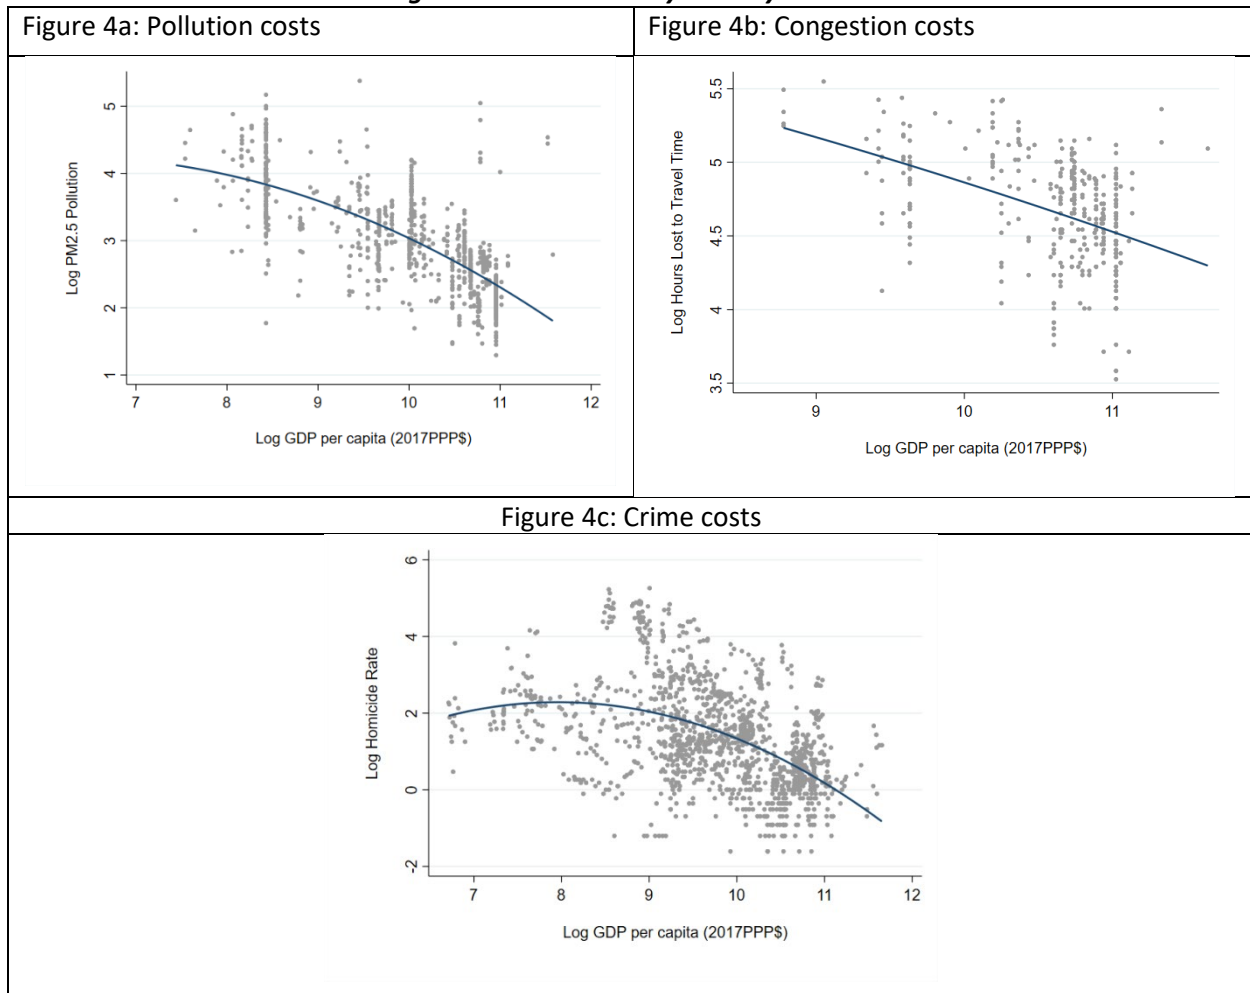 Figure 4a: Pollution costs
Figure 4b: Congestion costs
5
4
3
2
1
Log PM2.5 Pollution
7 8 9 10 11 12
Log GDP per capita (2017PPP$)
5.5
5
4.5
4
3.5
Log Hours Lost to Travel Time
9 10 11
Log GDP per capita (2017PPP$)
Figure 4c: Crime costs
6
4
2
0
-2
Log Homicide Rate
7 8 9 10 11 12
Log GDP per capita (2017PPP$)